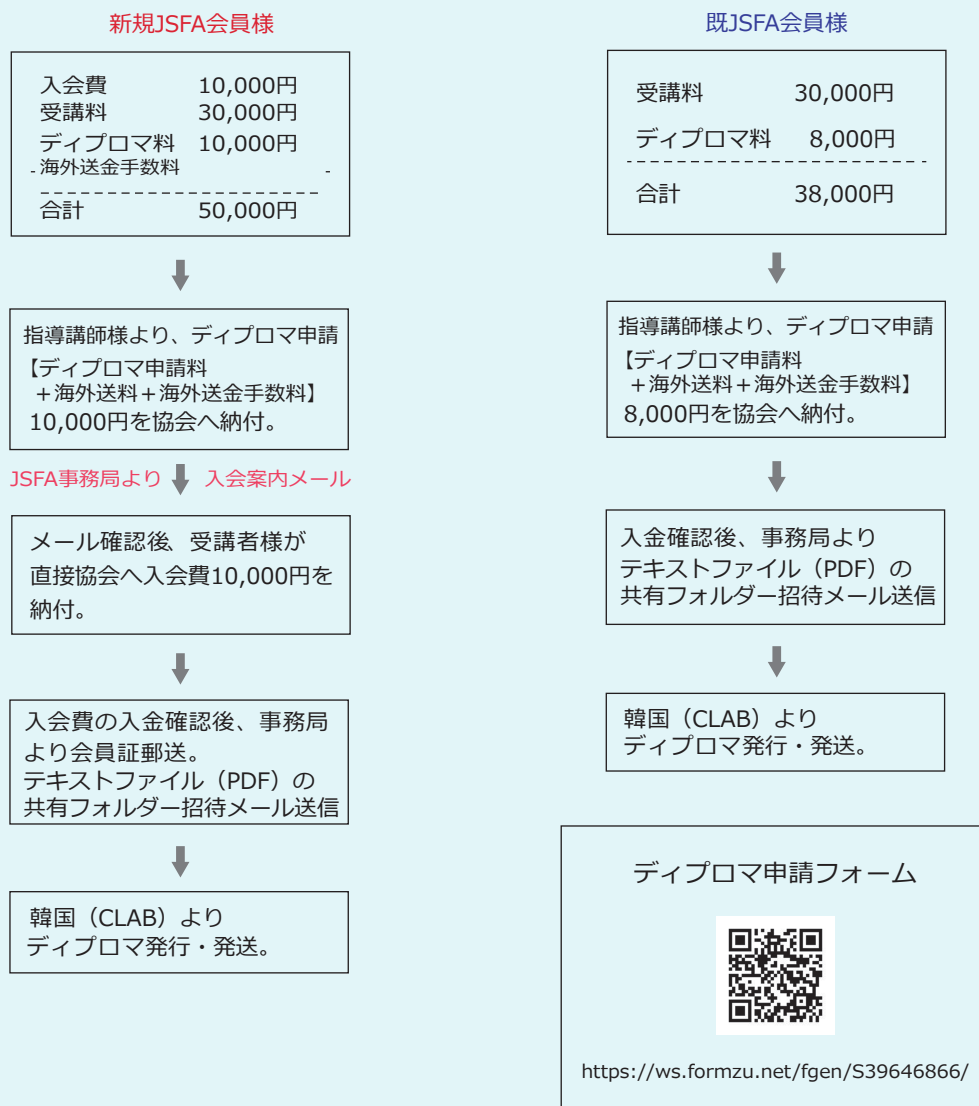 新規JSFA会員様
入会費 10,000円
受講料 30,000円
ディプロマ料 10,000円
海外送金手数料
合計 50,000円
指導講師様より、ディプロマ申請
【ディプロマ申請料
＋海外送料＋海外送金手数料】
10,000円を協会へ納付。
JSFA事務局より 入会案内メール
メール確認後、受講者様が
直接協会へ入会費10,000円を
納付。
入会費の入金確認後、事務局
より会員証郵送。
テキストファイル（PDF）の
共有フォルダー招待メール送信
韓国（CLAB）より
ディプロマ発行・発送。
既JSFA会員様
受講料 30,000円
ディプロマ料 8,000円
合計 38,000円
指導講師様より、ディプロマ申請
【ディプロマ申請料
＋海外送料＋海外送金手数料】
8,000円を協会へ納付。
入金確認後、事務局より
テキストファイル（PDF）の
共有フォルダー招待メール送信
韓国（CLAB）より
ディプロマ発行・発送。
ディプロマ申請フォーム
https://ws.formzu.net/fgen/S39646866/